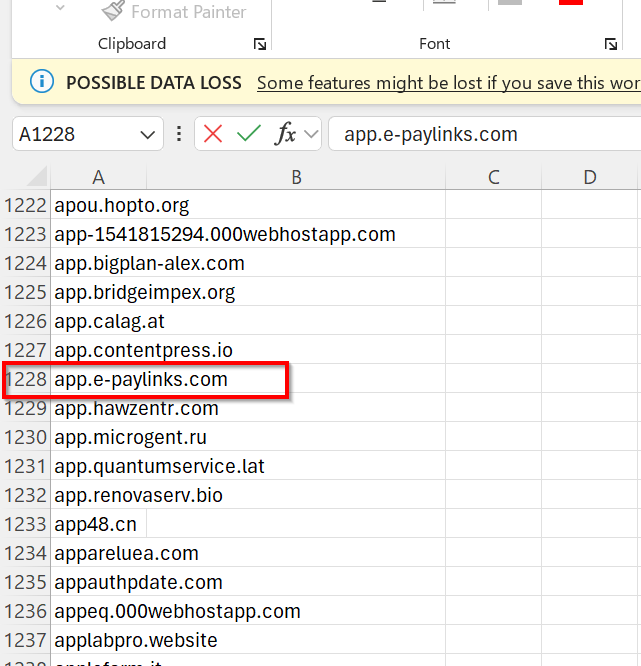 Format Painter
Clipboard
Font
POSSIBLE DATA LOSS Some features might be lost if you save this wor
A1228 fx app.e-paylinks.com
A B C D
1222 apou.hopto.org
1223 app-1541815294.000webhostapp.com
1224 app.bigplan-alex.com
1225 app.bridgeimpex.org
1226 app.calag.at
1227 app.contentpress.io
1228 app.e-paylinks.com
1229 app.hawzentr.com
1230 app.microgent.ru
1231 app.quantumservice.lat
1232 app.renovaserv.bio
1233 app48.cn
1234 appareluea.com
1235 appauthpdate.com
1236 appeq.000webhostapp.com
1237 applabpro.website